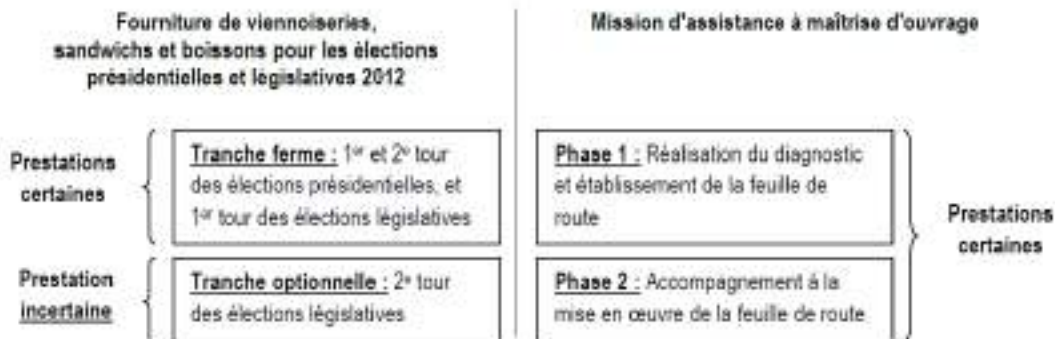 Fourniture de viennoiseries,
sandwichs et boissons pour les élections
présidentielles et législatives 2012
Prestations
certaines
Tranche ferme : 1er et 2e tour
des élections présidentielles, et
1er tour des élections législatives
Prestation
incertaine
Tranche optionnelle : 2e tour
des élections législatives
Mission d'assistance à maîtrise d'ouvrage
Phase 1 : Réalisation du diagnostic
et établissement de la feuille de
route
Phase 2 : Accompagnement à la
mise en œuvre de la feuille de route
Prestations
certaines